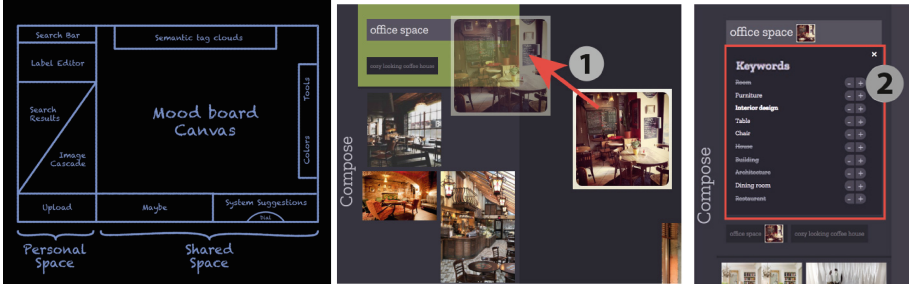 Search Bar
Semantic tag clouds
Label Editor
Tools
Search
Results
Mood board
Canvas
Image
Cascade
Colors
Upload
Maybe
System Suggestions
Dial
Personal
Space
Shared
Space
office space
cozy looking coffee house
1
Compose
office space
×
Keywords
2
Room
- +
Furniture
- +
Interior design
- +
Table
- +
Chair
- +
House
- +
Building
- +
Architecture
- +
Dining room
- +
Restaurant
- +
Compose
office space
cozy looking coffee house